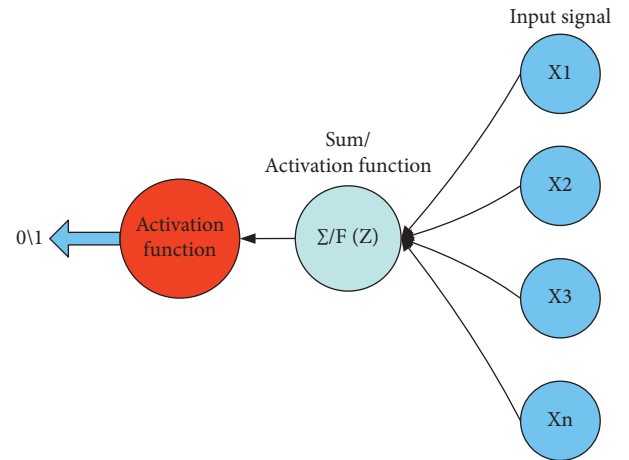 Input signal
X1
Sum/
Activation function
X2
0\1
Activation
function
Σ/F (Z)
X3
Xn